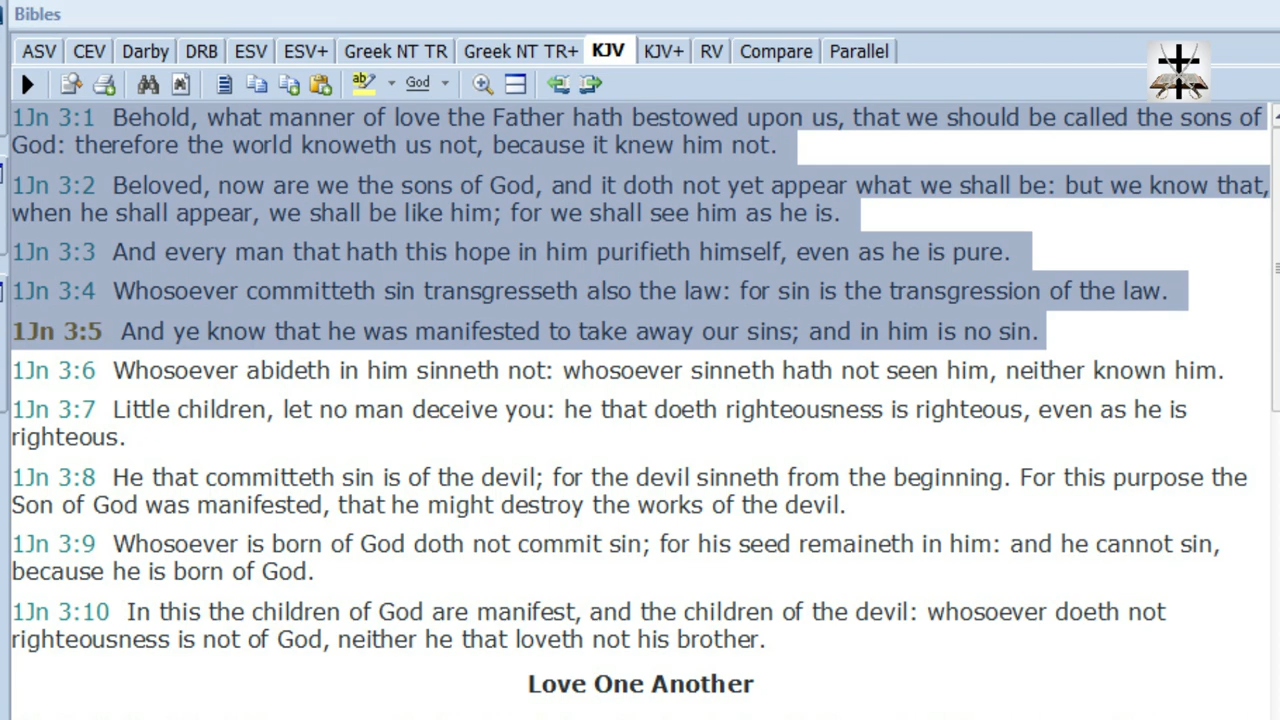 Bibles
ASV CEV Darby DRB ESV ESV+ Greek NT TR Greek NT TR+ KJV KJV+ RV Compare Parallel
ab God
1Jn 3:1 Behold, what manner of love the Father hath bestowed upon us, that we should be called the sons of
God: therefore the world knoweth us not, because it knew him not.
1Jn 3:2 Beloved, now are we the sons of God, and it doth not yet appear what we shall be: but we know that,
when he shall appear, we shall be like him; for we shall see him as he is.
1Jn 3:3 And every man that hath this hope in him purifieth himself, even as he is pure.
1Jn 3:4 Whosoever committeth sin transgresseth also the law: for sin is the transgression of the law.
1Jn 3:5 And ye know that he was manifested to take away our sins; and in him is no sin.
1Jn 3:6 Whosoever abideth in him sinneth not: whosoever sinneth hath not seen him, neither known him.
1Jn 3:7 Little children, let no man deceive you: he that doeth righteousness is righteous, even as he is
righteous.
1Jn 3:8 He that committeth sin is of the devil; for the devil sinneth from the beginning. For this purpose the
Son of God was manifested, that he might destroy the works of the devil.
1Jn 3:9 Whosoever is born of God doth not commit sin; for his seed remaineth in him: and he cannot sin,
because he is born of God.
1Jn 3:10 In this the children of God are manifest, and the children of the devil: whosoever doeth not
righteousness is not of God, neither he that loveth not his brother.
Love One Another